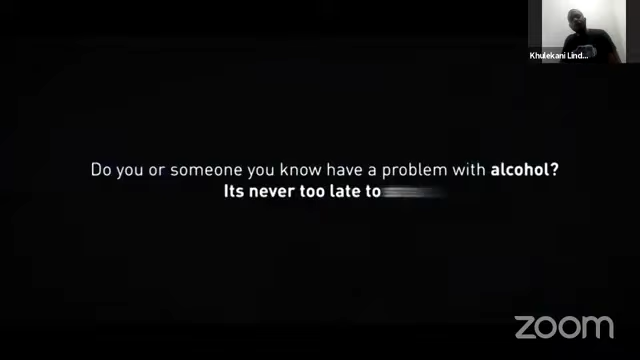 Khulekani Lind...
Do you or someone you know have a problem with alcohol?
Its never too late to
zoom